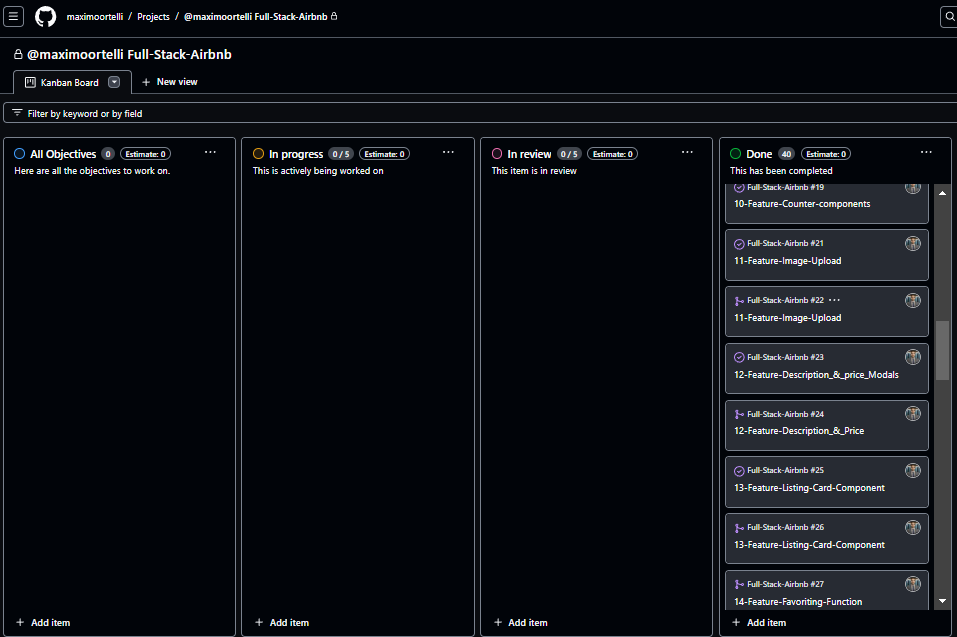 maximoortelli / Projects / @maximoortelli Full-Stack-Airbnb
@maximoortelli Full-Stack-Airbnb
Kanban Board
+ New view
Filter by keyword or by field
All Objectives 0 Estimate: 0 ...
Here are all the objectives to work on.
+ Add item
In progress 0 / 5 Estimate: 0 ...
This is actively being worked on
+ Add item
In review 0 / 5 Estimate: 0 ...
This item is in review
+ Add item
Done 40 Estimate: 0 ...
This has been completed
Full-Stack-Airbnb #19
10-Feature-Counter-components
Full-Stack-Airbnb #21
11-Feature-Image-Upload
Full-Stack-Airbnb #22 ...
11-Feature-Image-Upload
Full-Stack-Airbnb #23
12-Feature-Description_&_price_Modals
Full-Stack-Airbnb #24
12-Feature-Description_&_Price
Full-Stack-Airbnb #25
13-Feature-Listing-Card-Component
Full-Stack-Airbnb #26
13-Feature-Listing-Card-Component
Full-Stack-Airbnb #27
14-Feature-Favoriting-Function
+ Add item